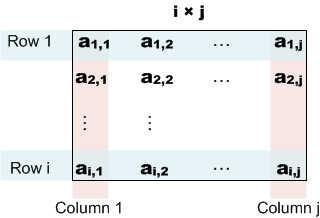 i × j
Row 1 a1,1 a1,2 ... a1,j
a2,1 a2,2 a2,j
⋮ ⋮
Row i ai,1 ai,2 ... ai,j
Column 1 Column j